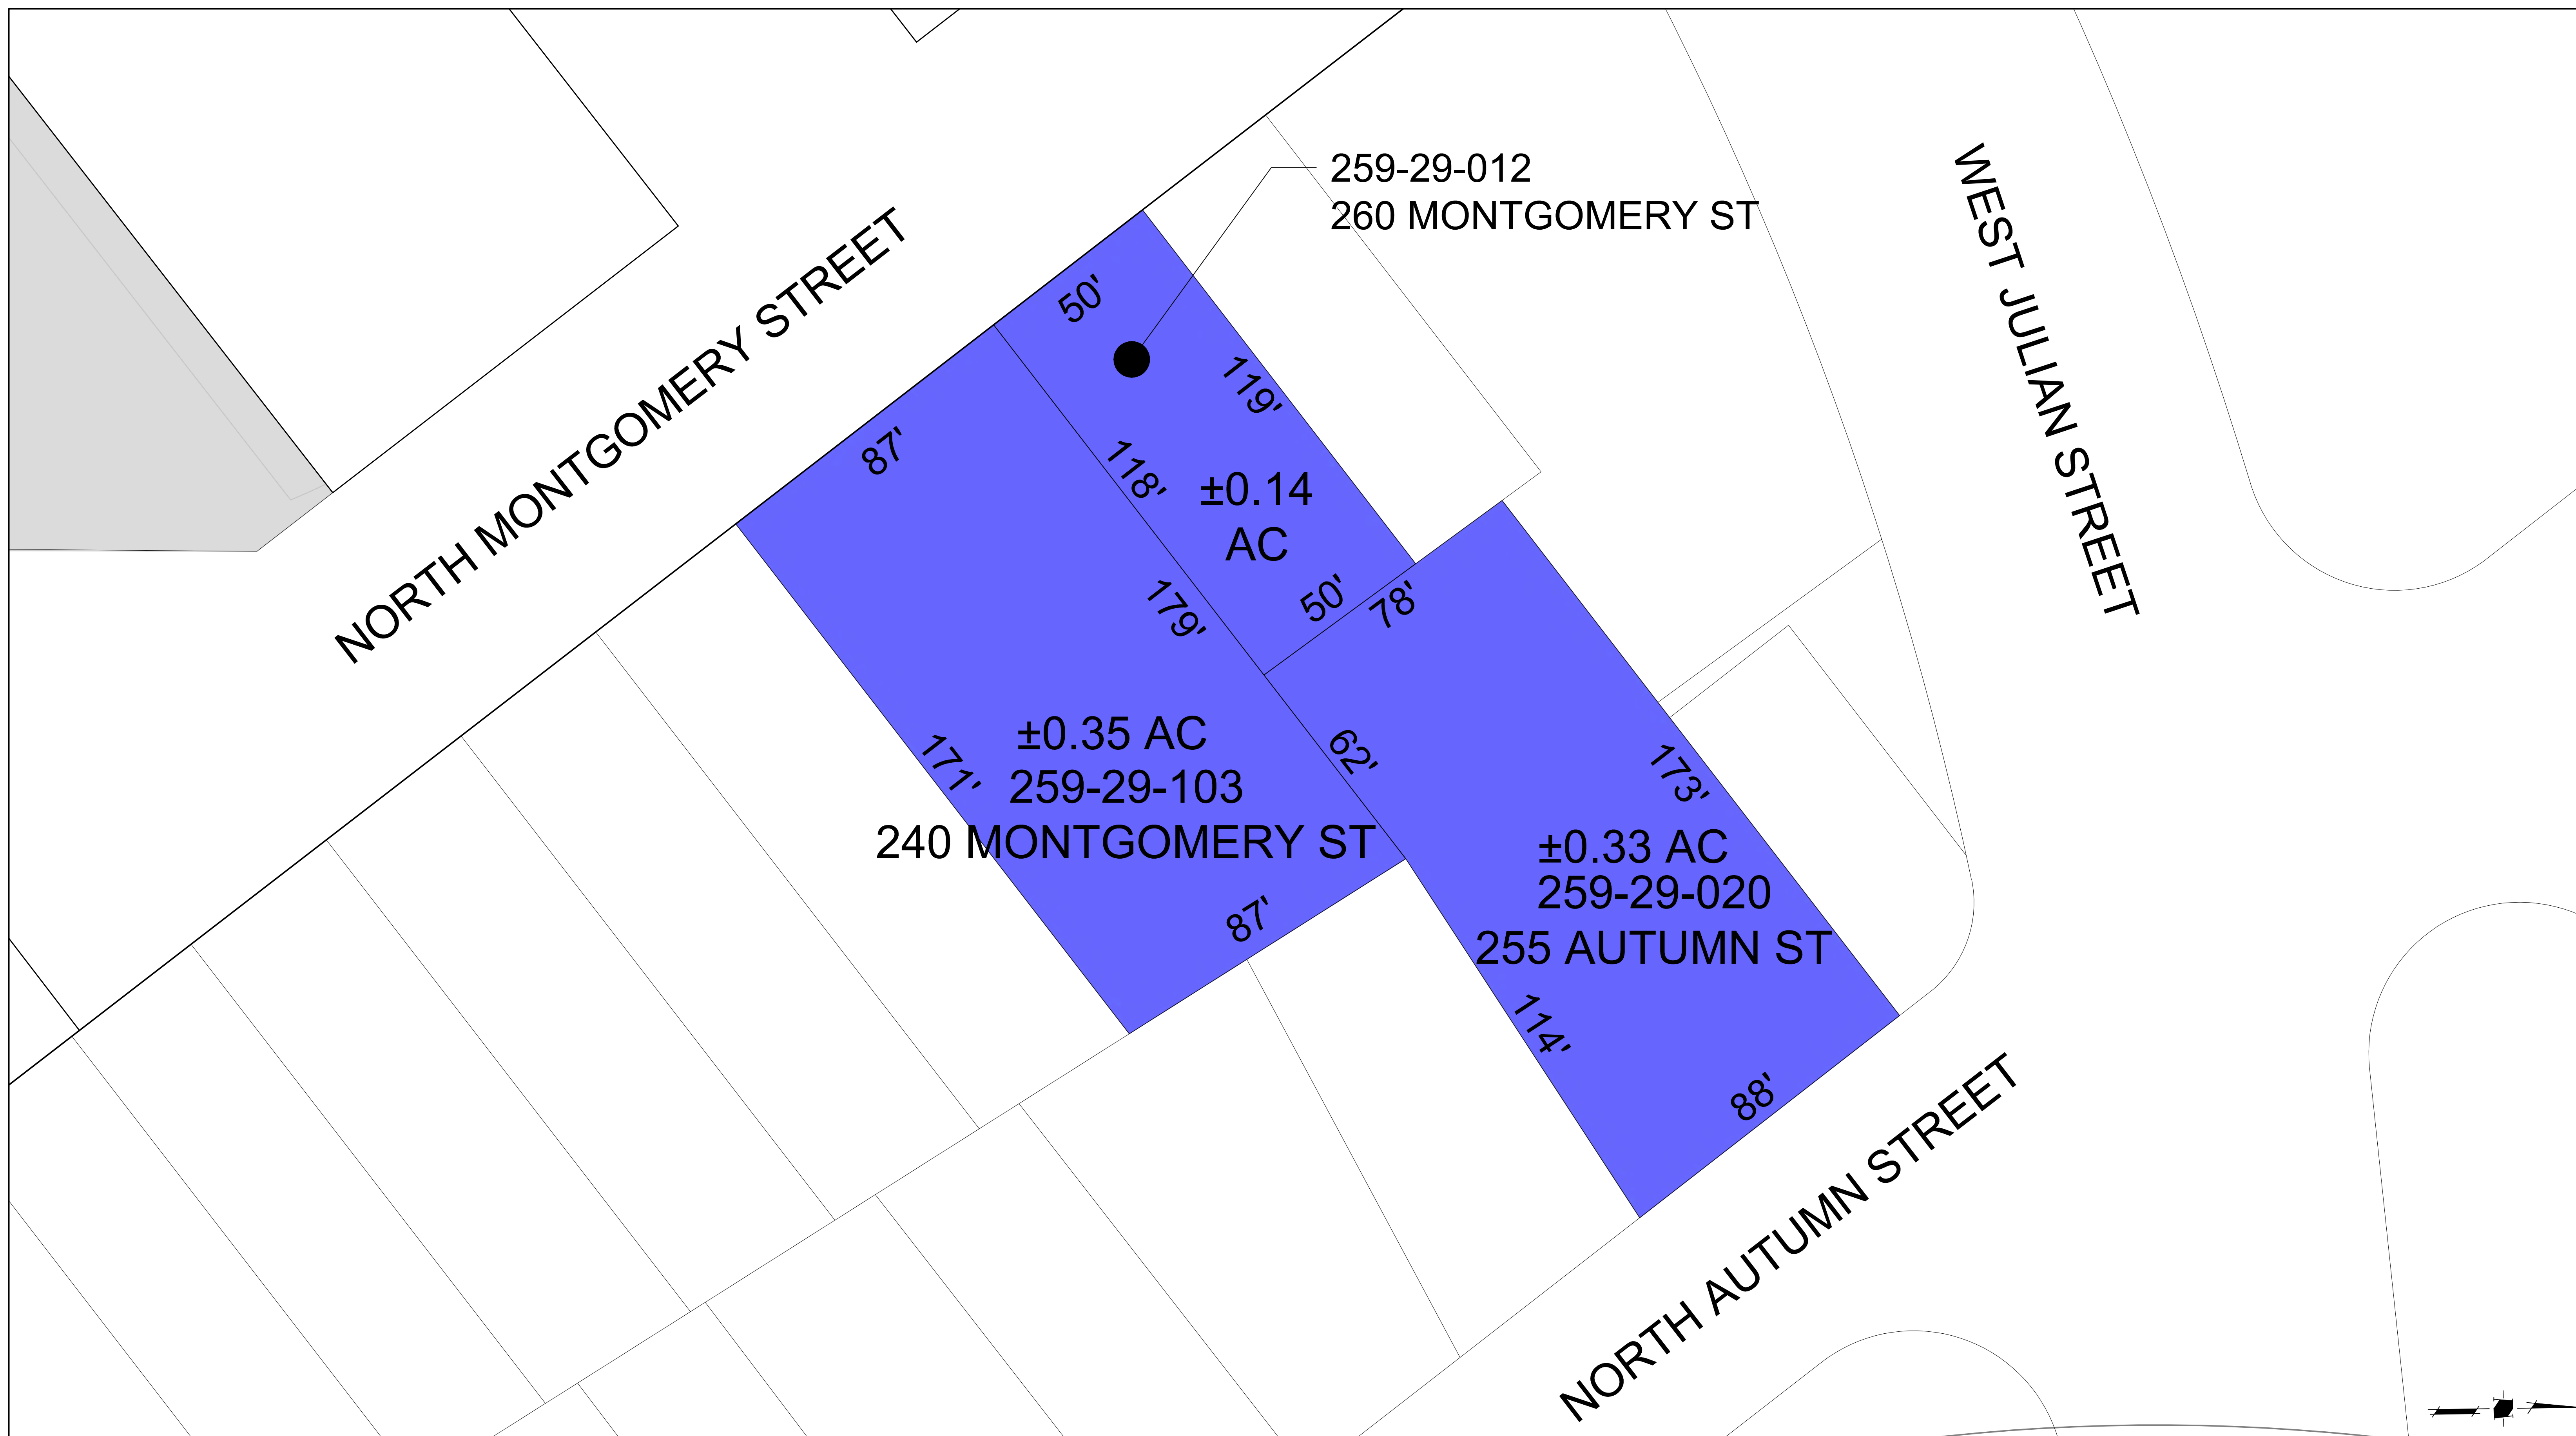 259-29-012
260 MONTGOMERY ST
WEST JULIAN STREET
NORTH MONTGOMERY STREET
50'
119'
87'
118'
±0.14
AC
179'
50'
78'
±0.35 AC
259-29-103
240 MONTGOMERY ST
171'
62'
173'
87'
±0.33 AC
259-29-020
255 AUTUMN ST
114'
88'
NORTH AUTUMN STREET